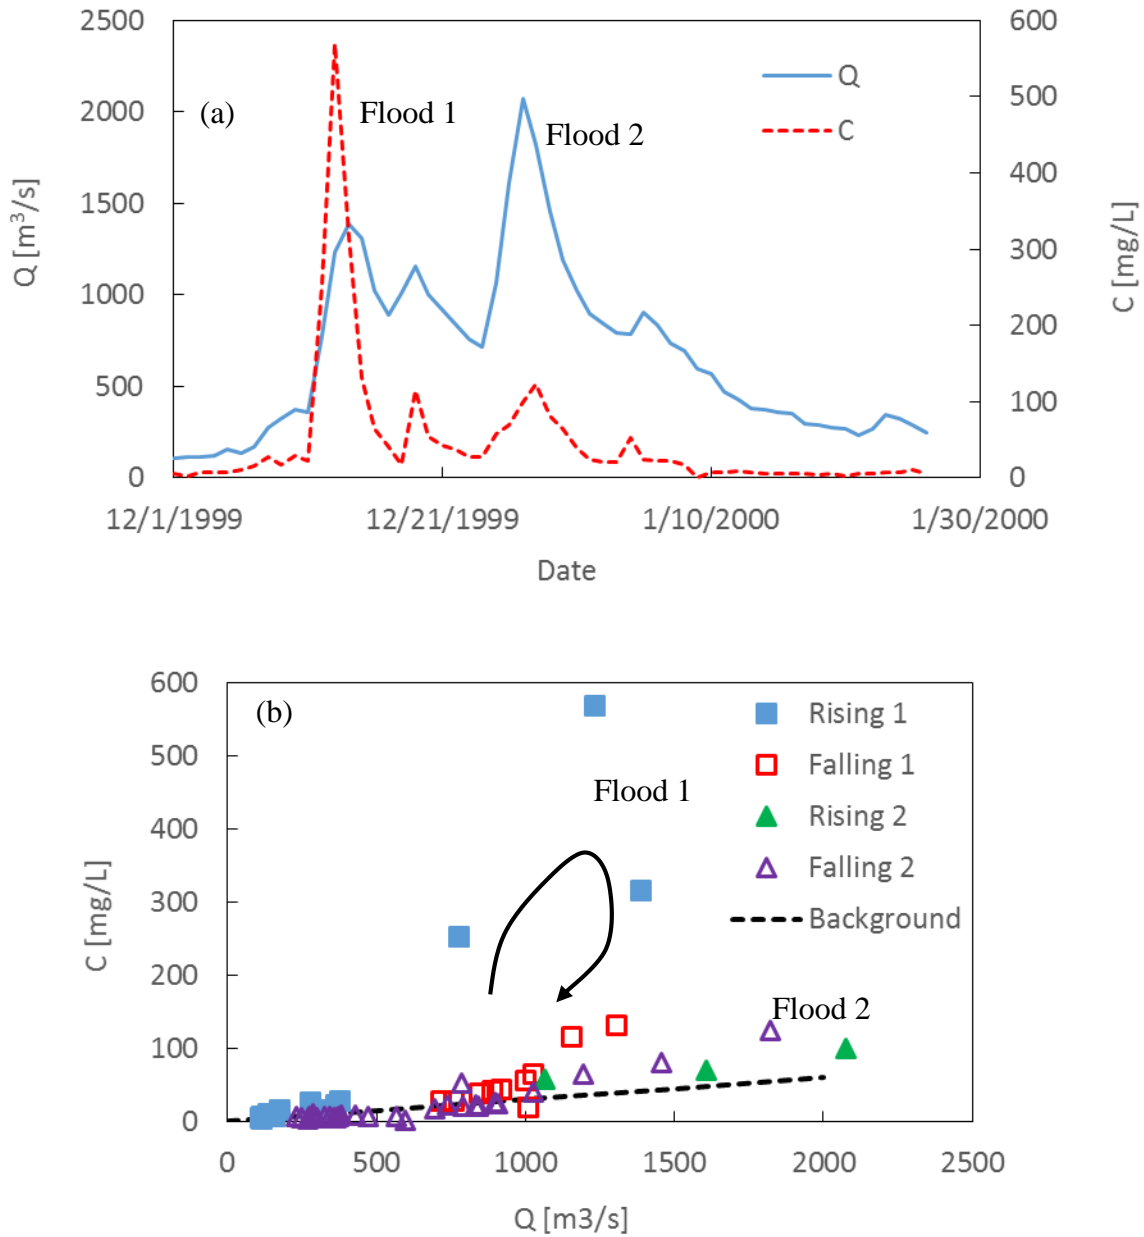 2500
2000
1500
1000
500
0
Q [m³/s]
(a)
Flood 1
Flood 2
Q
C
600
500
400
300
200
100
0
C [mg/L]
12/1/1999
12/21/1999
1/10/2000
1/30/2000
Date
600
500
400
300
200
100
0
C [mg/L]
(b)
Flood 1
Flood 2
Rising 1
Falling 1
Rising 2
Falling 2
Background
0
500
1000
1500
2000
2500
Q [m3/s]